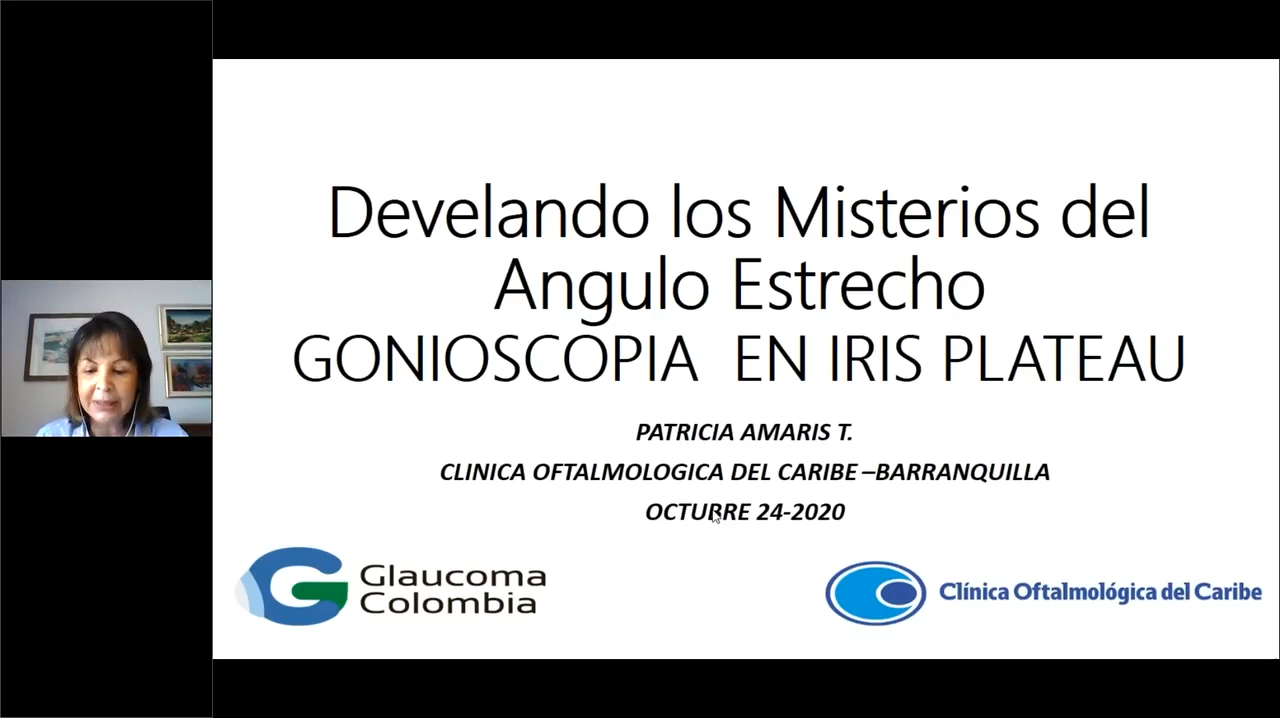 Develando los Misterios del
Angulo Estrecho
GONIOSCOPIA EN IRIS PLATEAU
PATRICIA AMARIS T.
CLINICA OFTALMOLOGICA DEL CARIBE –BARRANQUILLA
OCTURRE 24-2020
Glaucoma
Colombia
Clínica Oftalmológica del Caribe